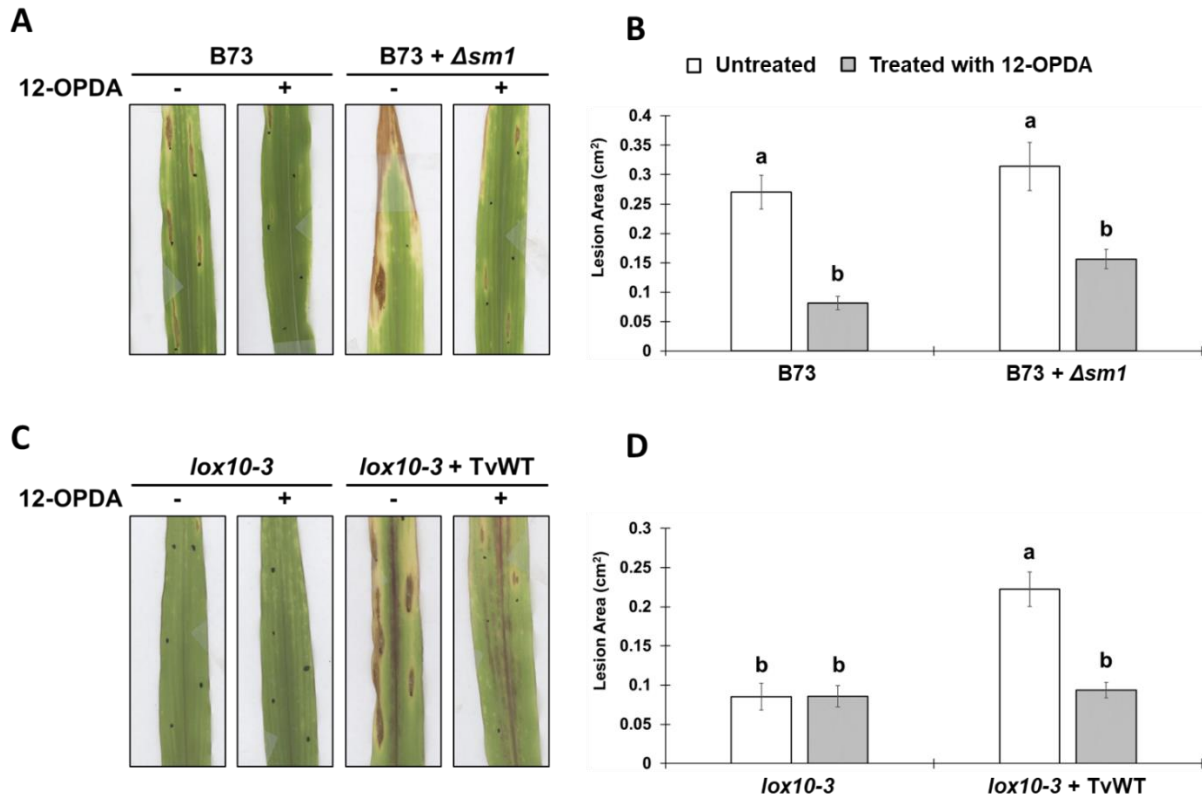 A
B73
B73 + Δsm1
12-OPDA
-
+
-
+
B
Untreated
Treated with 12-OPDA
Lesion Area (cm²)
0.4
0.35
0.3
0.25
0.2
0.15
0.1
0.05
0
a
b
a
b
B73
B73 + Δsm1
C
lox10-3
lox10-3 + TvWT
12-OPDA
-
+
-
+
D
Lesion Area (cm²)
0.3
0.25
0.2
0.15
0.1
0.05
0
b
b
a
b
lox10-3
lox10-3 + TvWT